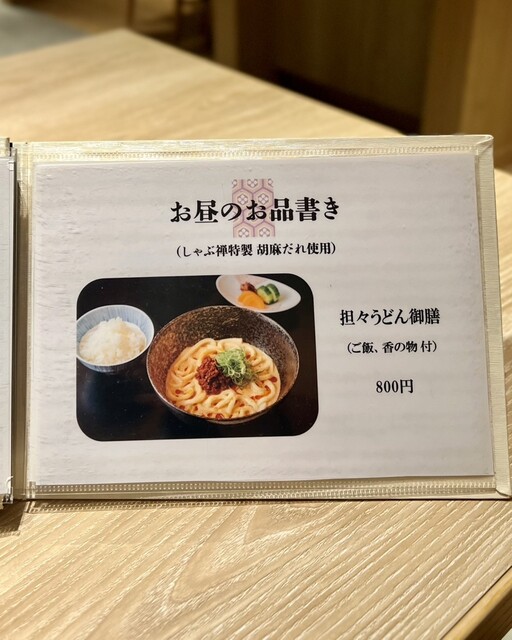 お昼のお品書き
(しゃぶ禅特製 胡麻だれ使用)
担々うどん御膳
(ご飯、香の物 付)
800円